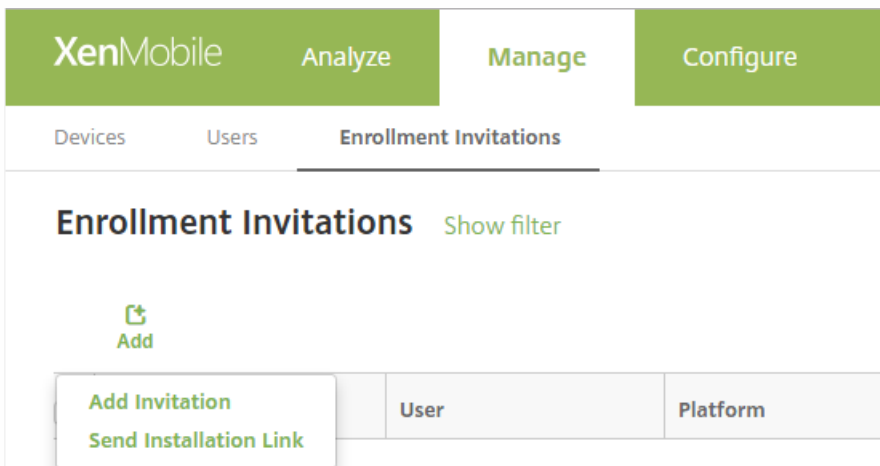 XenMobile Analyze Manage Configure
Devices Users Enrollment Invitations
Enrollment Invitations Show filter
Add
Add Invitation User Platform
Send Installation Link